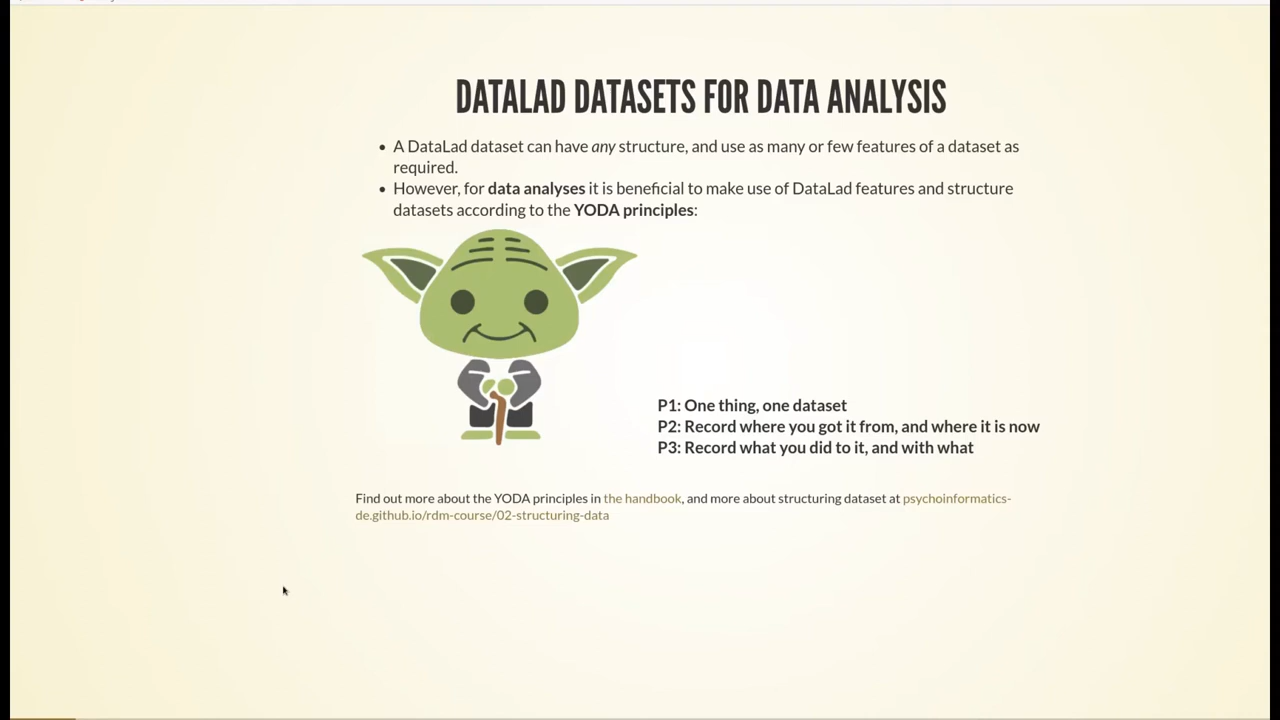 DATALAD DATASETS FOR DATA ANALYSIS
• A DataLad dataset can have any structure, and use as many or few features of a dataset as
required.
• However, for data analyses it is beneficial to make use of DataLad features and structure
datasets according to the YODA principles:
P1: One thing, one dataset
P2: Record where you got it from, and where it is now
P3: Record what you did to it, and with what
Find out more about the YODA principles in the handbook, and more about structuring dataset at psychoinformatics-
de.github.io/rdm-course/02-structuring-data